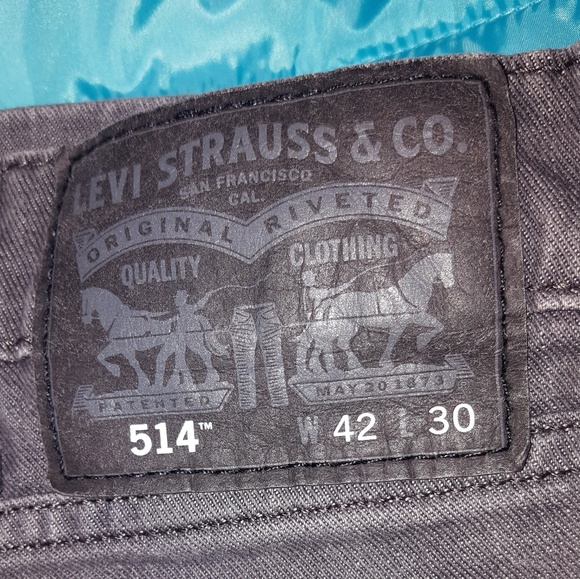 LEVI STRAUSS & CO.
SAN FRANCISCO
CAL.
ORIGINAL RIVETED
QUALITY CLOTHING
PATENTED MAY 20 1873
514™ W 42 L 30